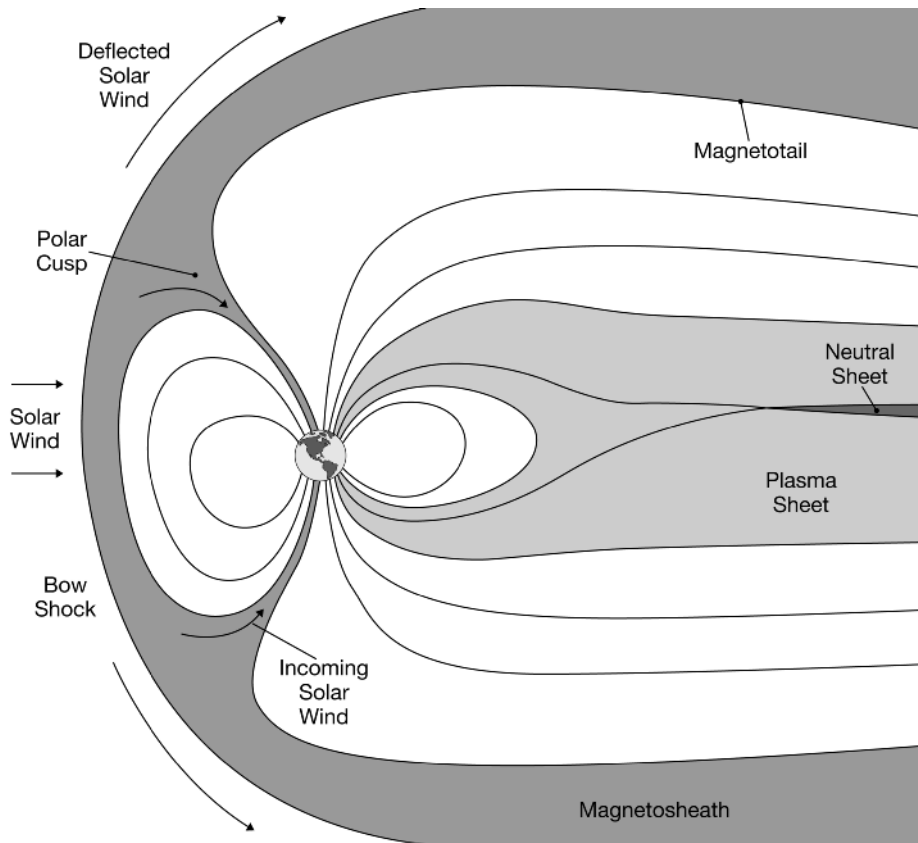 Deflected
Solar
Wind
Magnetotail
Polar
Cusp
Neutral
Sheet
Solar
Wind
Plasma
Sheet
Bow
Shock
Incoming
Solar
Wind
Magnetosheath